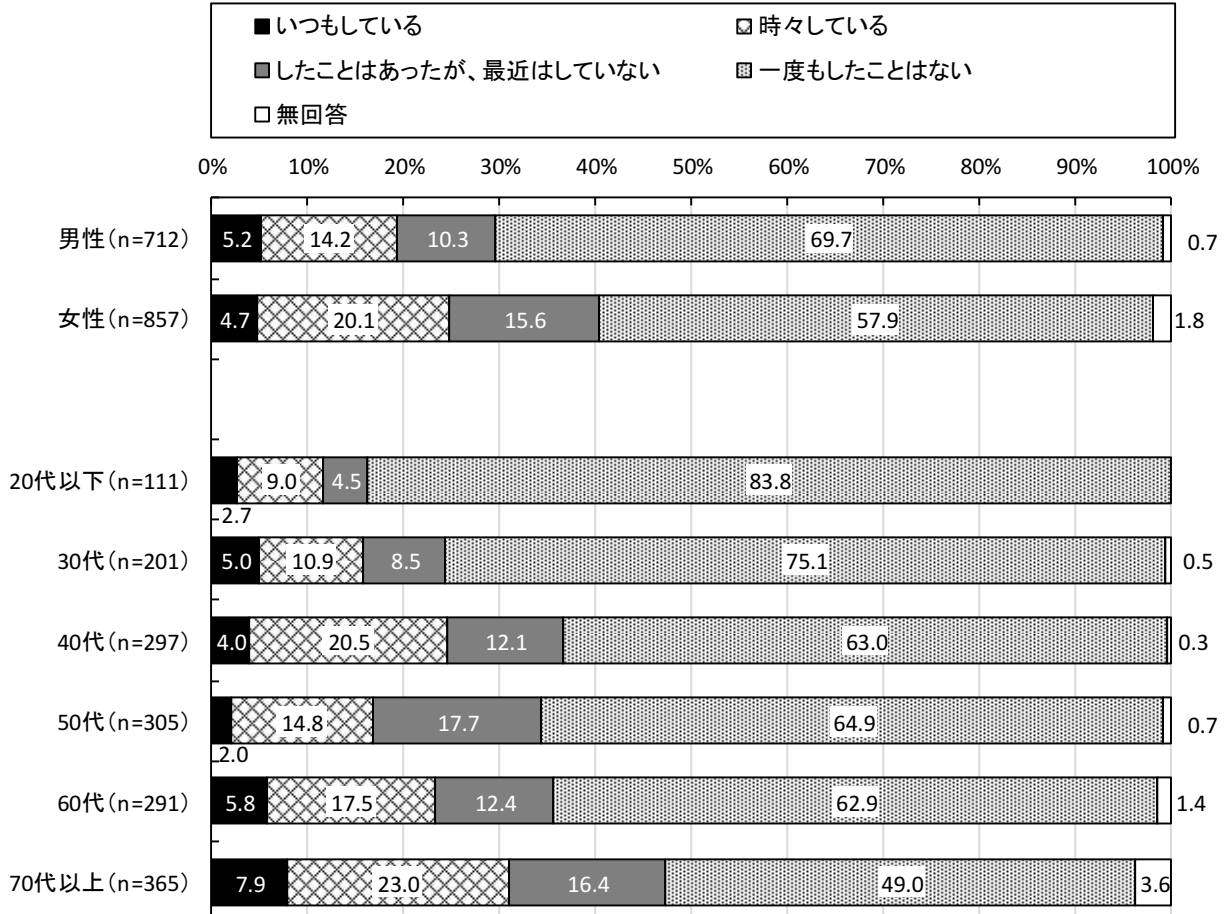 ■いつもしている 時々している
したことはあったが、最近はしていない 一度もしたことはない
無回答
0% 10% 20% 30% 40% 50% 60% 70% 80% 90% 100%
男性(n=712) 5.2 14.2 10.3 69.7 0.7
女性(n=857) 4.7 20.1 15.6 57.9 1.8
20代以下(n=111) 9.0 4.5 83.8
2.7
30代(n=201) 5.0 10.9 8.5 75.1 0.5
40代(n=297) 4.0 20.5 12.1 63.0 0.3
50代(n=305) 14.8 17.7 64.9 0.7
2.0
60代(n=291) 5.8 17.5 12.4 62.9 1.4
70代以上(n=365) 7.9 23.0 16.4 49.0 3.6